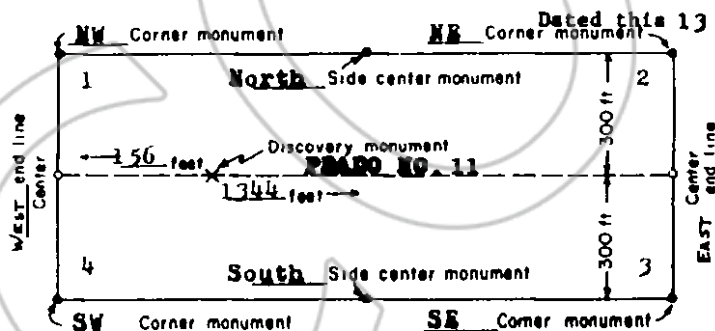 Dated this 13
NW Corner monument NE Corner monument
1 North Side center monument 2
300 ft
156 feet Discovery monument
PRADO NO. 11
1344 feet
WEST end line
Center
Center
EAST end line
300 ft
4 South Side center monument 3
SW Corner monument SE Corner monument